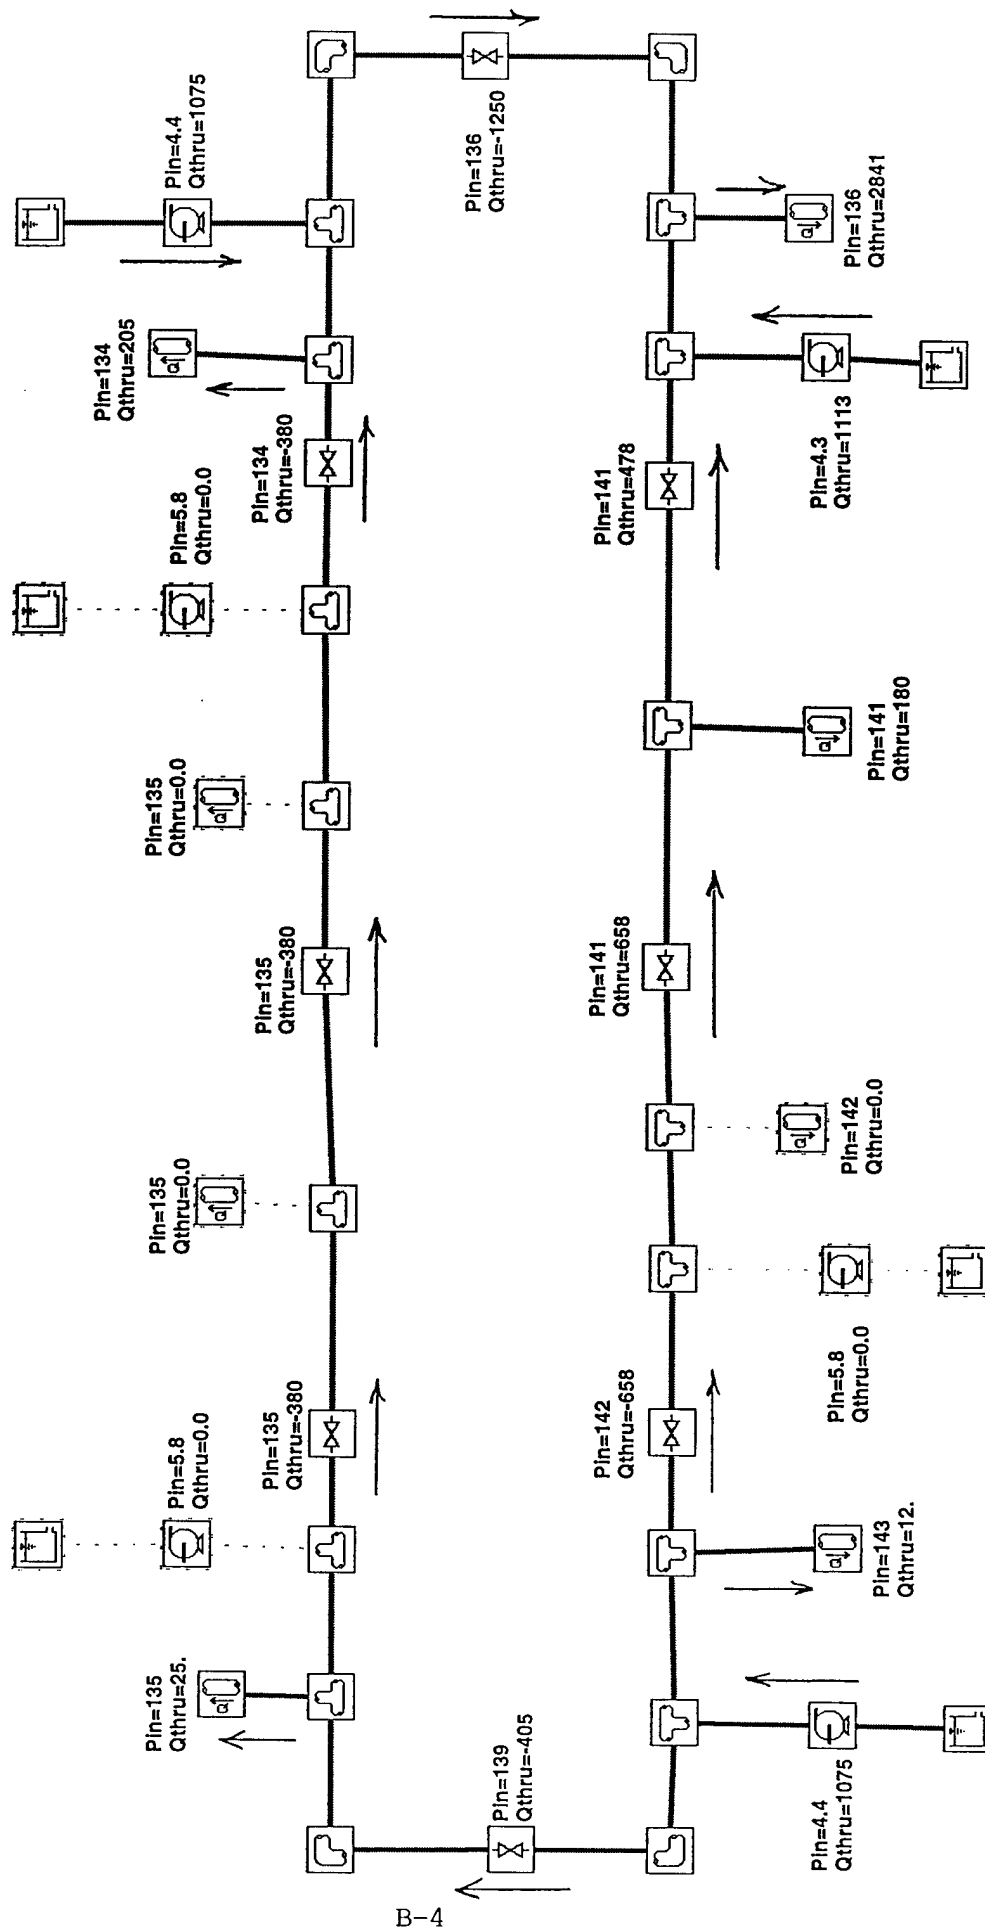 Pin=135
Qthru=25.
Pin=5.8
Qthru=0.0
Pin=135
Qthru=0.0
Pin=135
Qthru=0.0
Pin=5.8
Qthru=0.0
Pin=134
Qthru=205
Pin=4.4
Qthru=1075
Pin=135
Qthru=-380
Pin=135
Qthru=-380
Pin=134
Qthru=-380
Pin=139
Qthru=-405
Pin=136
Qthru=-1250
Pin=142
Qthru=-658
Pin=141
Qthru=658
Pin=141
Qthru=478
Pin=4.4
Qthru=1075
Pin=143
Qthru=12.
Pin=5.8
Qthru=0.0
Pin=142
Qthru=0.0
Pin=141
Qthru=180
Pin=4.3
Qthru=1113
Pin=136
Qthru=2841
B-4